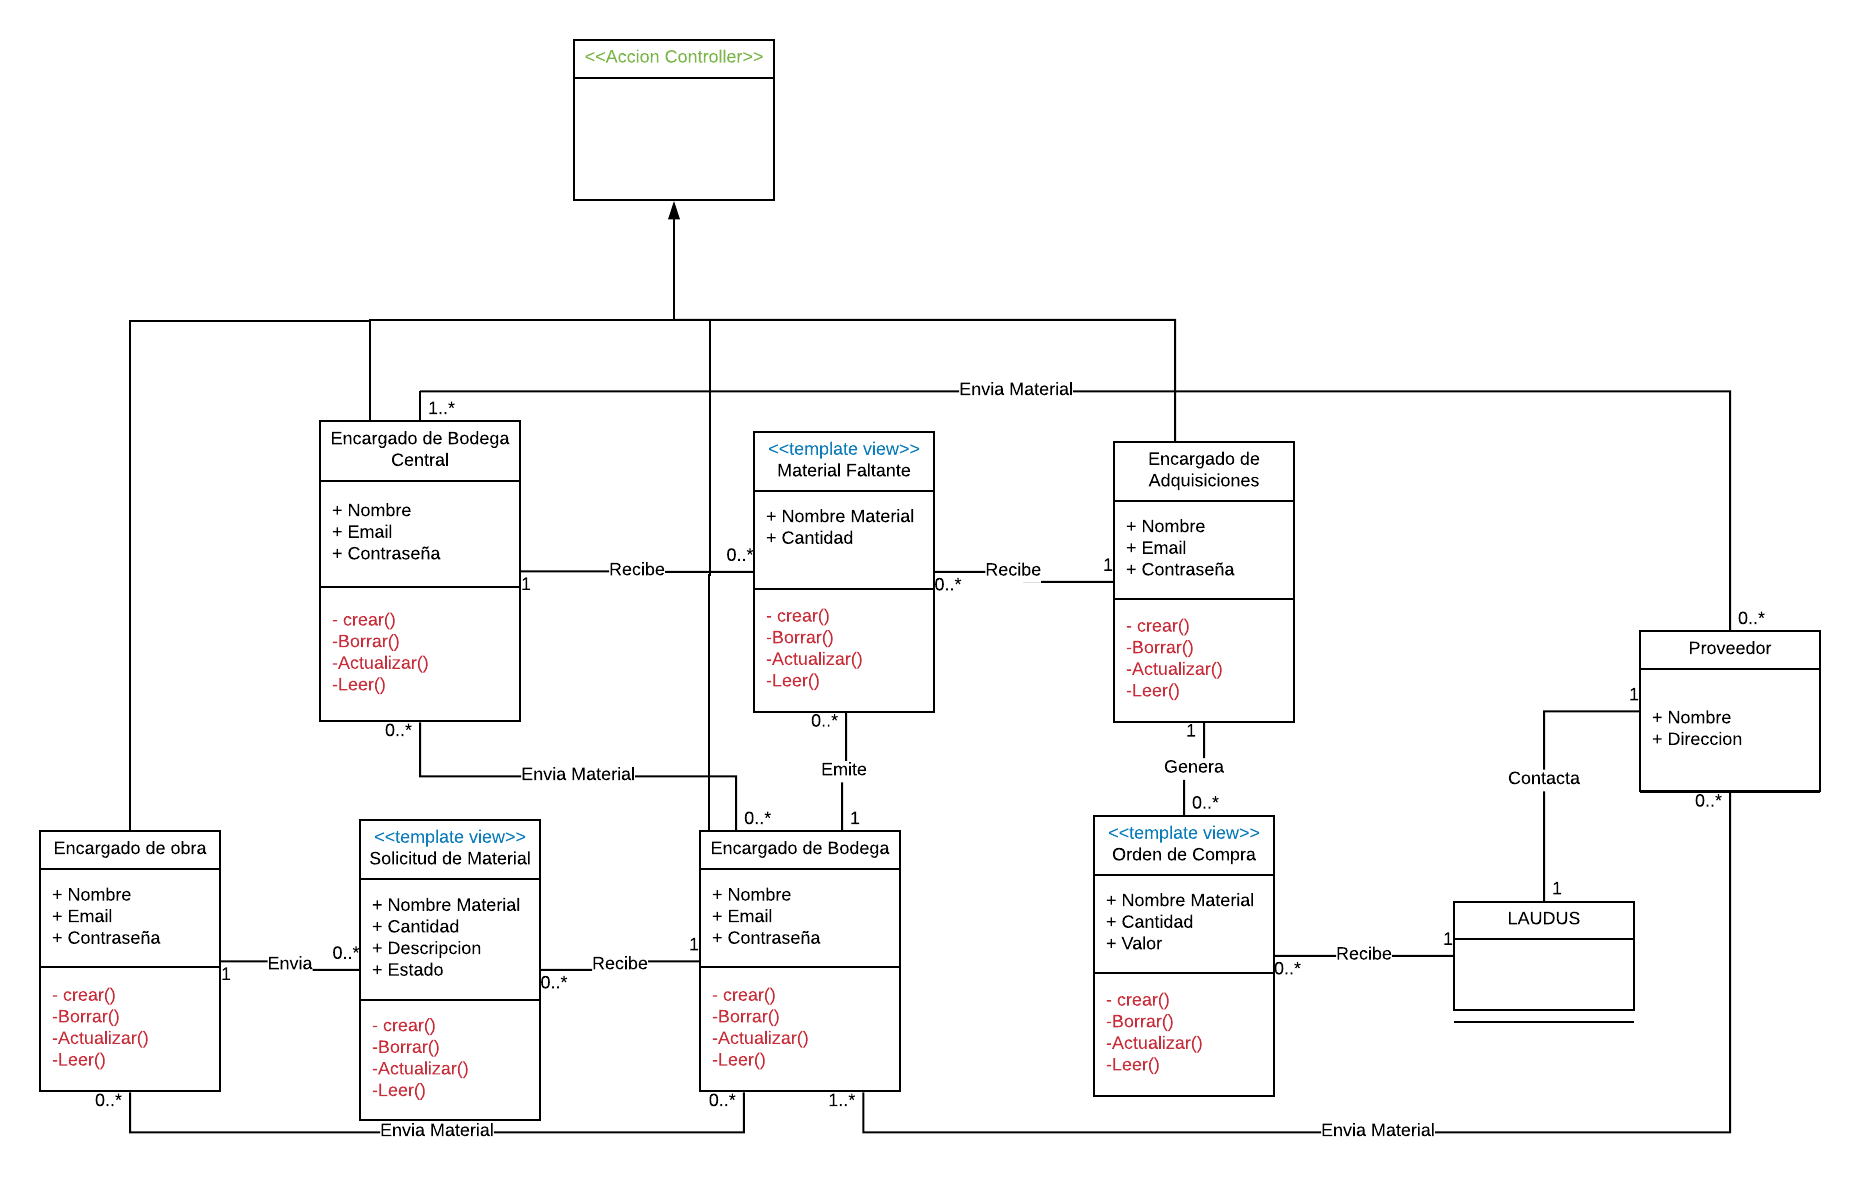 <<Accion Controller>>
Envia Material
1..*
Encargado de Bodega
Central
+ Nombre
+ Email
+ Contraseña
- crear()
-Borrar()
-Actualizar()
-Leer()
1
Recibe
0..*
<<template view>>
Material Faltante
+ Nombre Material
+ Cantidad
- crear()
-Borrar()
-Actualizar()
-Leer()
0..*
Recibe
1
Encargado de
Adquisiciones
+ Nombre
+ Email
+ Contraseña
- crear()
-Borrar()
-Actualizar()
-Leer()
0..*
Proveedor
+ Nombre
+ Direccion
1
0..*
Contacta
1
0..*
Envia Material
0..*
0..*
Emite
1
1
Genera
0..*
Encargado de obra
+ Nombre
+ Email
+ Contraseña
- crear()
-Borrar()
-Actualizar()
-Leer()
1
Envia
0..*
<<template view>>
Solicitud de Material
+ Nombre Material
+ Cantidad
+ Descripcion
+ Estado
- crear()
-Borrar()
-Actualizar()
-Leer()
0..*
Recibe
1
Encargado de Bodega
+ Nombre
+ Email
+ Contraseña
- crear()
-Borrar()
-Actualizar()
-Leer()
<<template view>>
Orden de Compra
+ Nombre Material
+ Cantidad
+ Valor
- crear()
-Borrar()
-Actualizar()
-Leer()
0..*
Recibe
1
LAUDUS
0..*
Envia Material
0..*
1..*
Envia Material